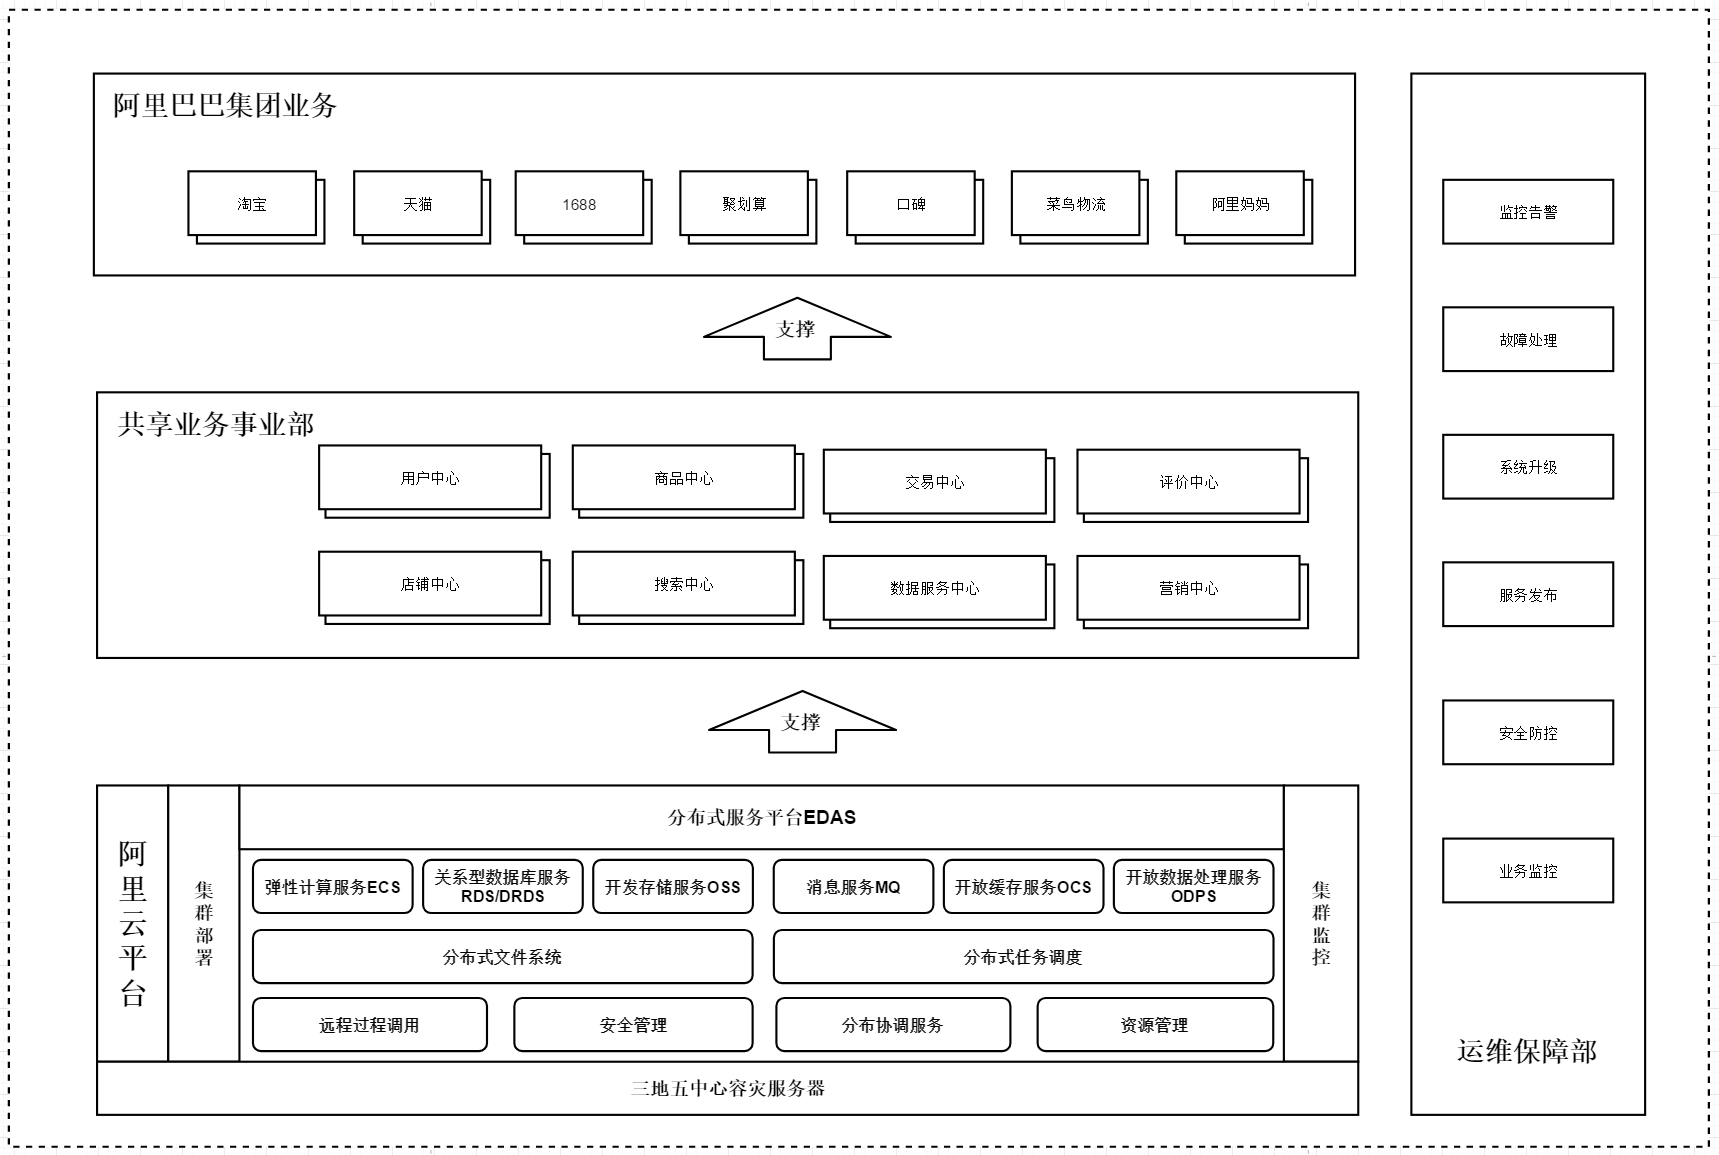 阿里巴巴集团业务
淘宝
天猫
1688
聚划算
口碑
菜鸟物流
阿里妈妈
支撑
共享业务事业部
用户中心
商品中心
交易中心
评价中心
店铺中心
搜索中心
数据服务中心
营销中心
支撑
阿里云平台
集群部署
分布式服务平台EDAS
弹性计算服务ECS
关系型数据库服务
RDS/DRDS
开发存储服务OSS
消息服务MQ
开放缓存服务OCS
开放数据处理服务
ODPS
分布式文件系统
分布式任务调度
远程过程调用
安全管理
分布协调服务
资源管理
集群监控
三地五中心容灾服务器
监控告警
故障处理
系统升级
服务发布
安全防控
业务监控
运维保障部